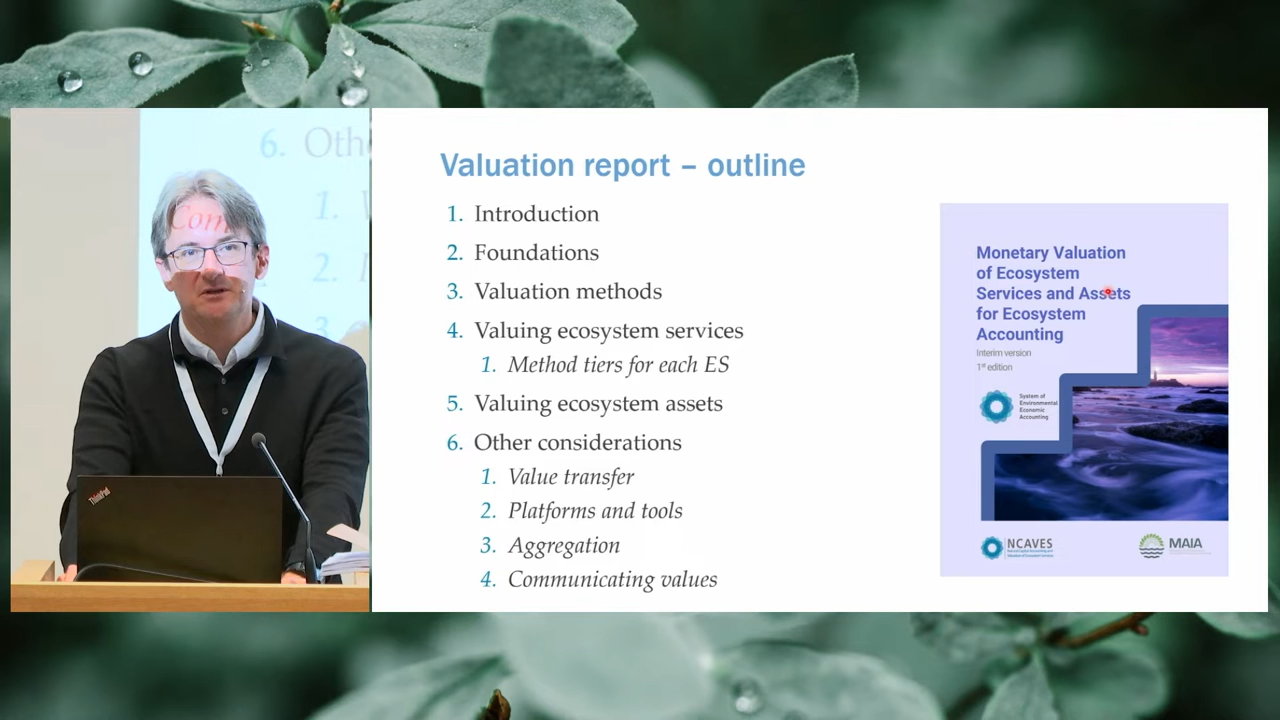 6. Oth
1.
2.
3.
Com
ThinkPad
Valuation report – outline
1. Introduction
2. Foundations
3. Valuation methods
4. Valuing ecosystem services
1. Method tiers for each ES
5. Valuing ecosystem assets
6. Other considerations
1. Value transfer
2. Platforms and tools
3. Aggregation
4. Communicating values
Monetary Valuation
of Ecosystem
Services and Assets
for Ecosystem
Accounting
Interim version
1st edition
System of
Environmental
Economic
Accounting
NCAVES
MAIA